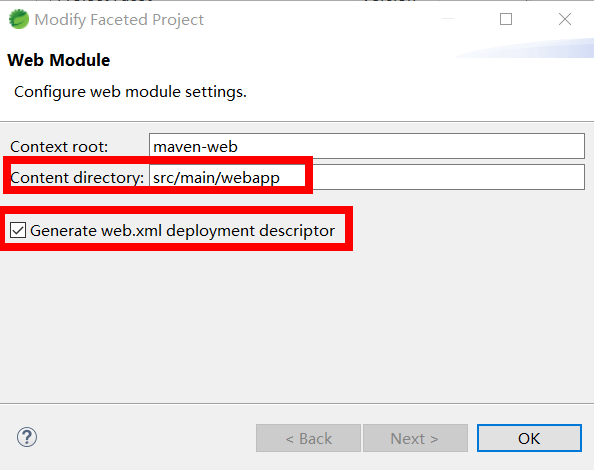 Modify Faceted Project
Web Module
Configure web module settings.
Context root: maven-web
Content directory: src/main/webapp
Generate web.xml deployment descriptor
? < Back Next > OK